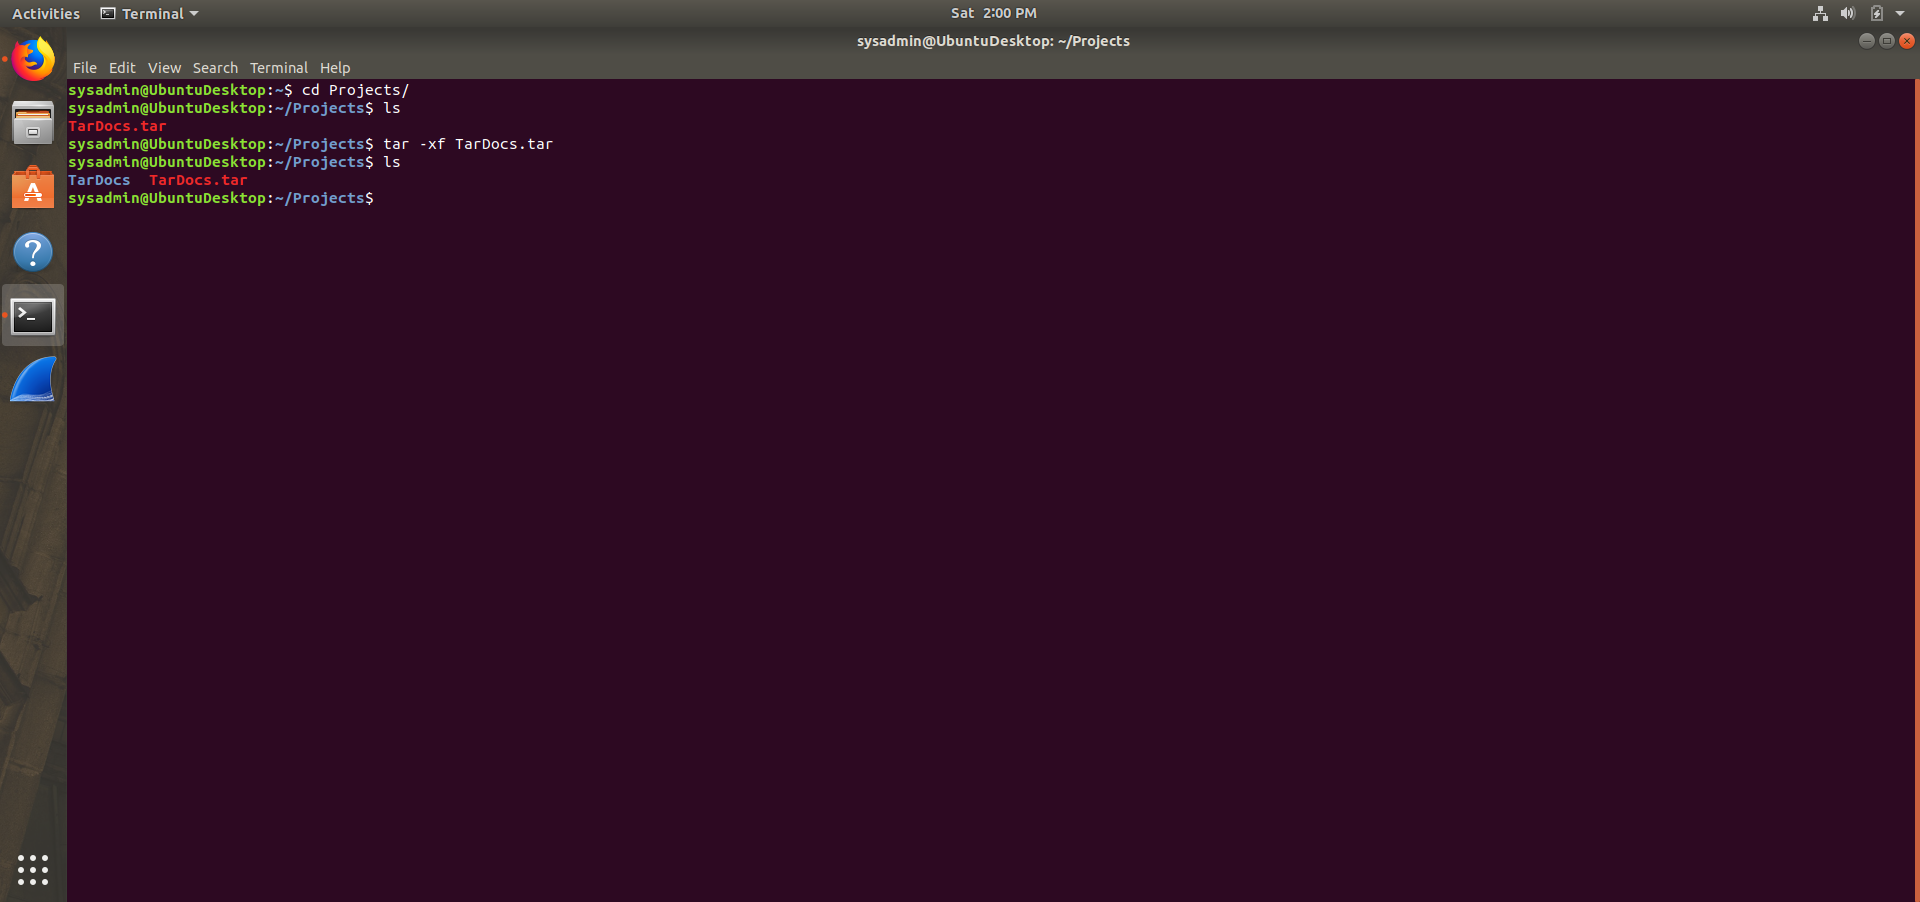 Activities Terminal Sat 2:00 PM
sysadmin@UbuntuDesktop: ~/Projects
File Edit View Search Terminal Help
sysadmin@UbuntuDesktop:~$ cd Projects/
sysadmin@UbuntuDesktop:~/Projects$ ls
TarDocs.tar
sysadmin@UbuntuDesktop:~/Projects$ tar -xf TarDocs.tar
sysadmin@UbuntuDesktop:~/Projects$ ls
TarDocs  TarDocs.tar
sysadmin@UbuntuDesktop:~/Projects$